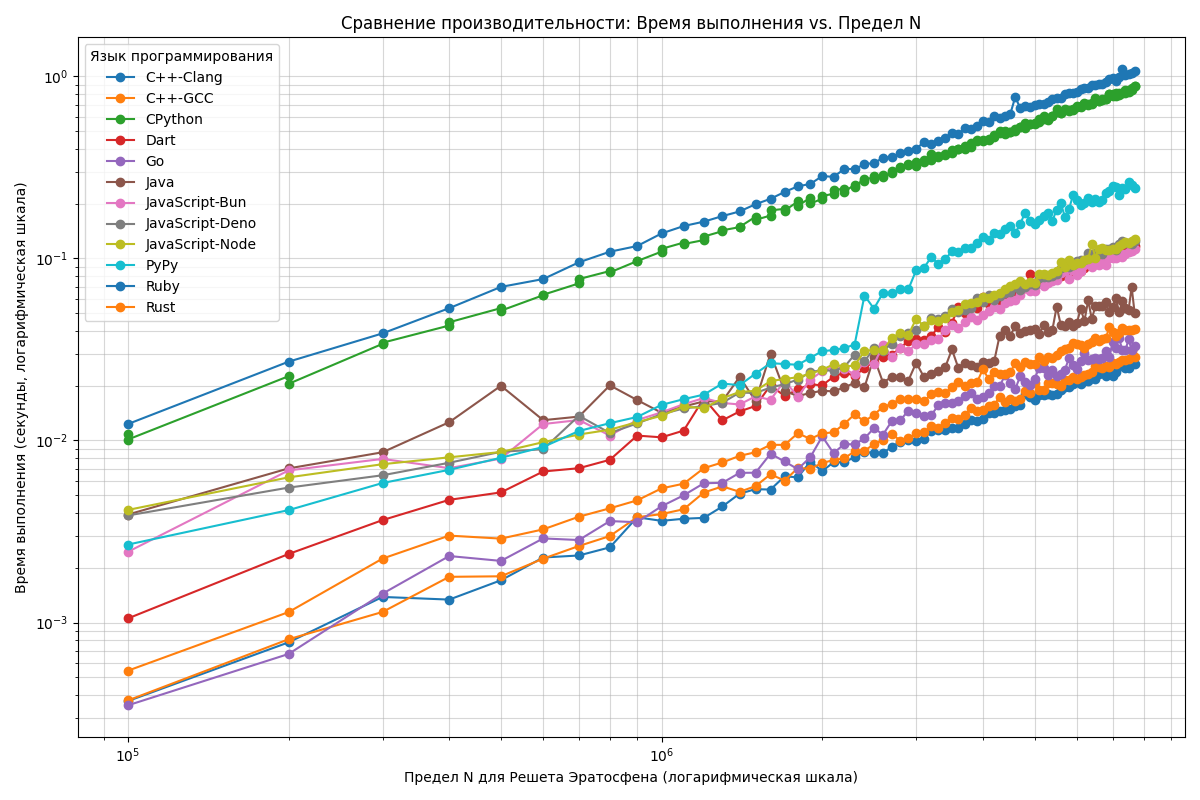 Сравнение производительности: Время выполнения vs. Предел N
Время выполнения (секунды, логарифмическая шкала)
10⁰
10⁻¹
10⁻²
10⁻³
Язык программирования
C++-Clang
C++-GCC
CPython
Dart
Go
Java
JavaScript-Bun
JavaScript-Deno
JavaScript-Node
PyPy
Ruby
Rust
10⁵
10⁶
Предел N для Решета Эратосфена (логарифмическая шкала)